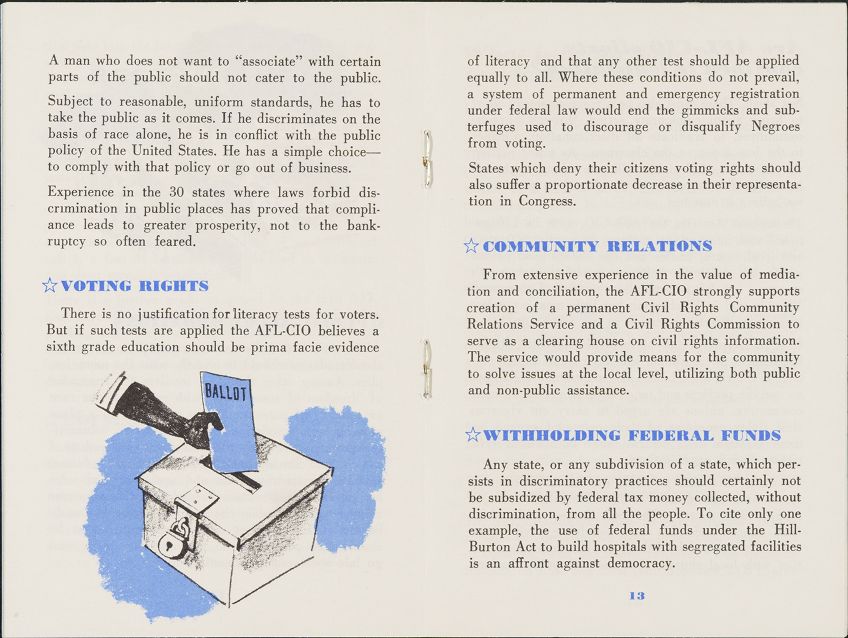 A man who does not want to “associate” with certain
parts of the public should not cater to the public.
Subject to reasonable, uniform standards, he has to
take the public as it comes. If he discriminates on the
basis of race alone, he is in conflict with the public
policy of the United States. He has a simple choice—
to comply with that policy or go out of business.
Experience in the 30 states where laws forbid dis-
crimination in public places has proved that compli-
ance leads to greater prosperity, not to the bank-
ruptcy so often feared.
☆VOTING RIGHTS
There is no justification for literacy tests for voters.
But if such tests are applied the AFL-CIO believes a
sixth grade education should be prima facie evidence
BALLOT
of literacy and that any other test should be applied
equally to all. Where these conditions do not prevail,
a system of permanent and emergency registration
under federal law would end the gimmicks and sub-
terfuges used to discourage or disqualify Negroes
from voting.
States which deny their citizens voting rights should
also suffer a proportionate decrease in their representa-
tion in Congress.
☆COMMUNITY RELATIONS
From extensive experience in the value of media-
tion and conciliation, the AFL-CIO strongly supports
creation of a permanent Civil Rights Community
Relations Service and a Civil Rights Commission to
serve as a clearing house on civil rights information.
The service would provide means for the community
to solve issues at the local level, utilizing both public
and non-public assistance.
☆WITHHOLDING FEDERAL FUNDS
Any state, or any subdivision of a state, which per-
sists in discriminatory practices should certainly not
be subsidized by federal tax money collected, without
discrimination, from all the people. To cite only one
example, the use of federal funds under the Hill-
Burton Act to build hospitals with segregated facilities
is an affront against democracy.
13